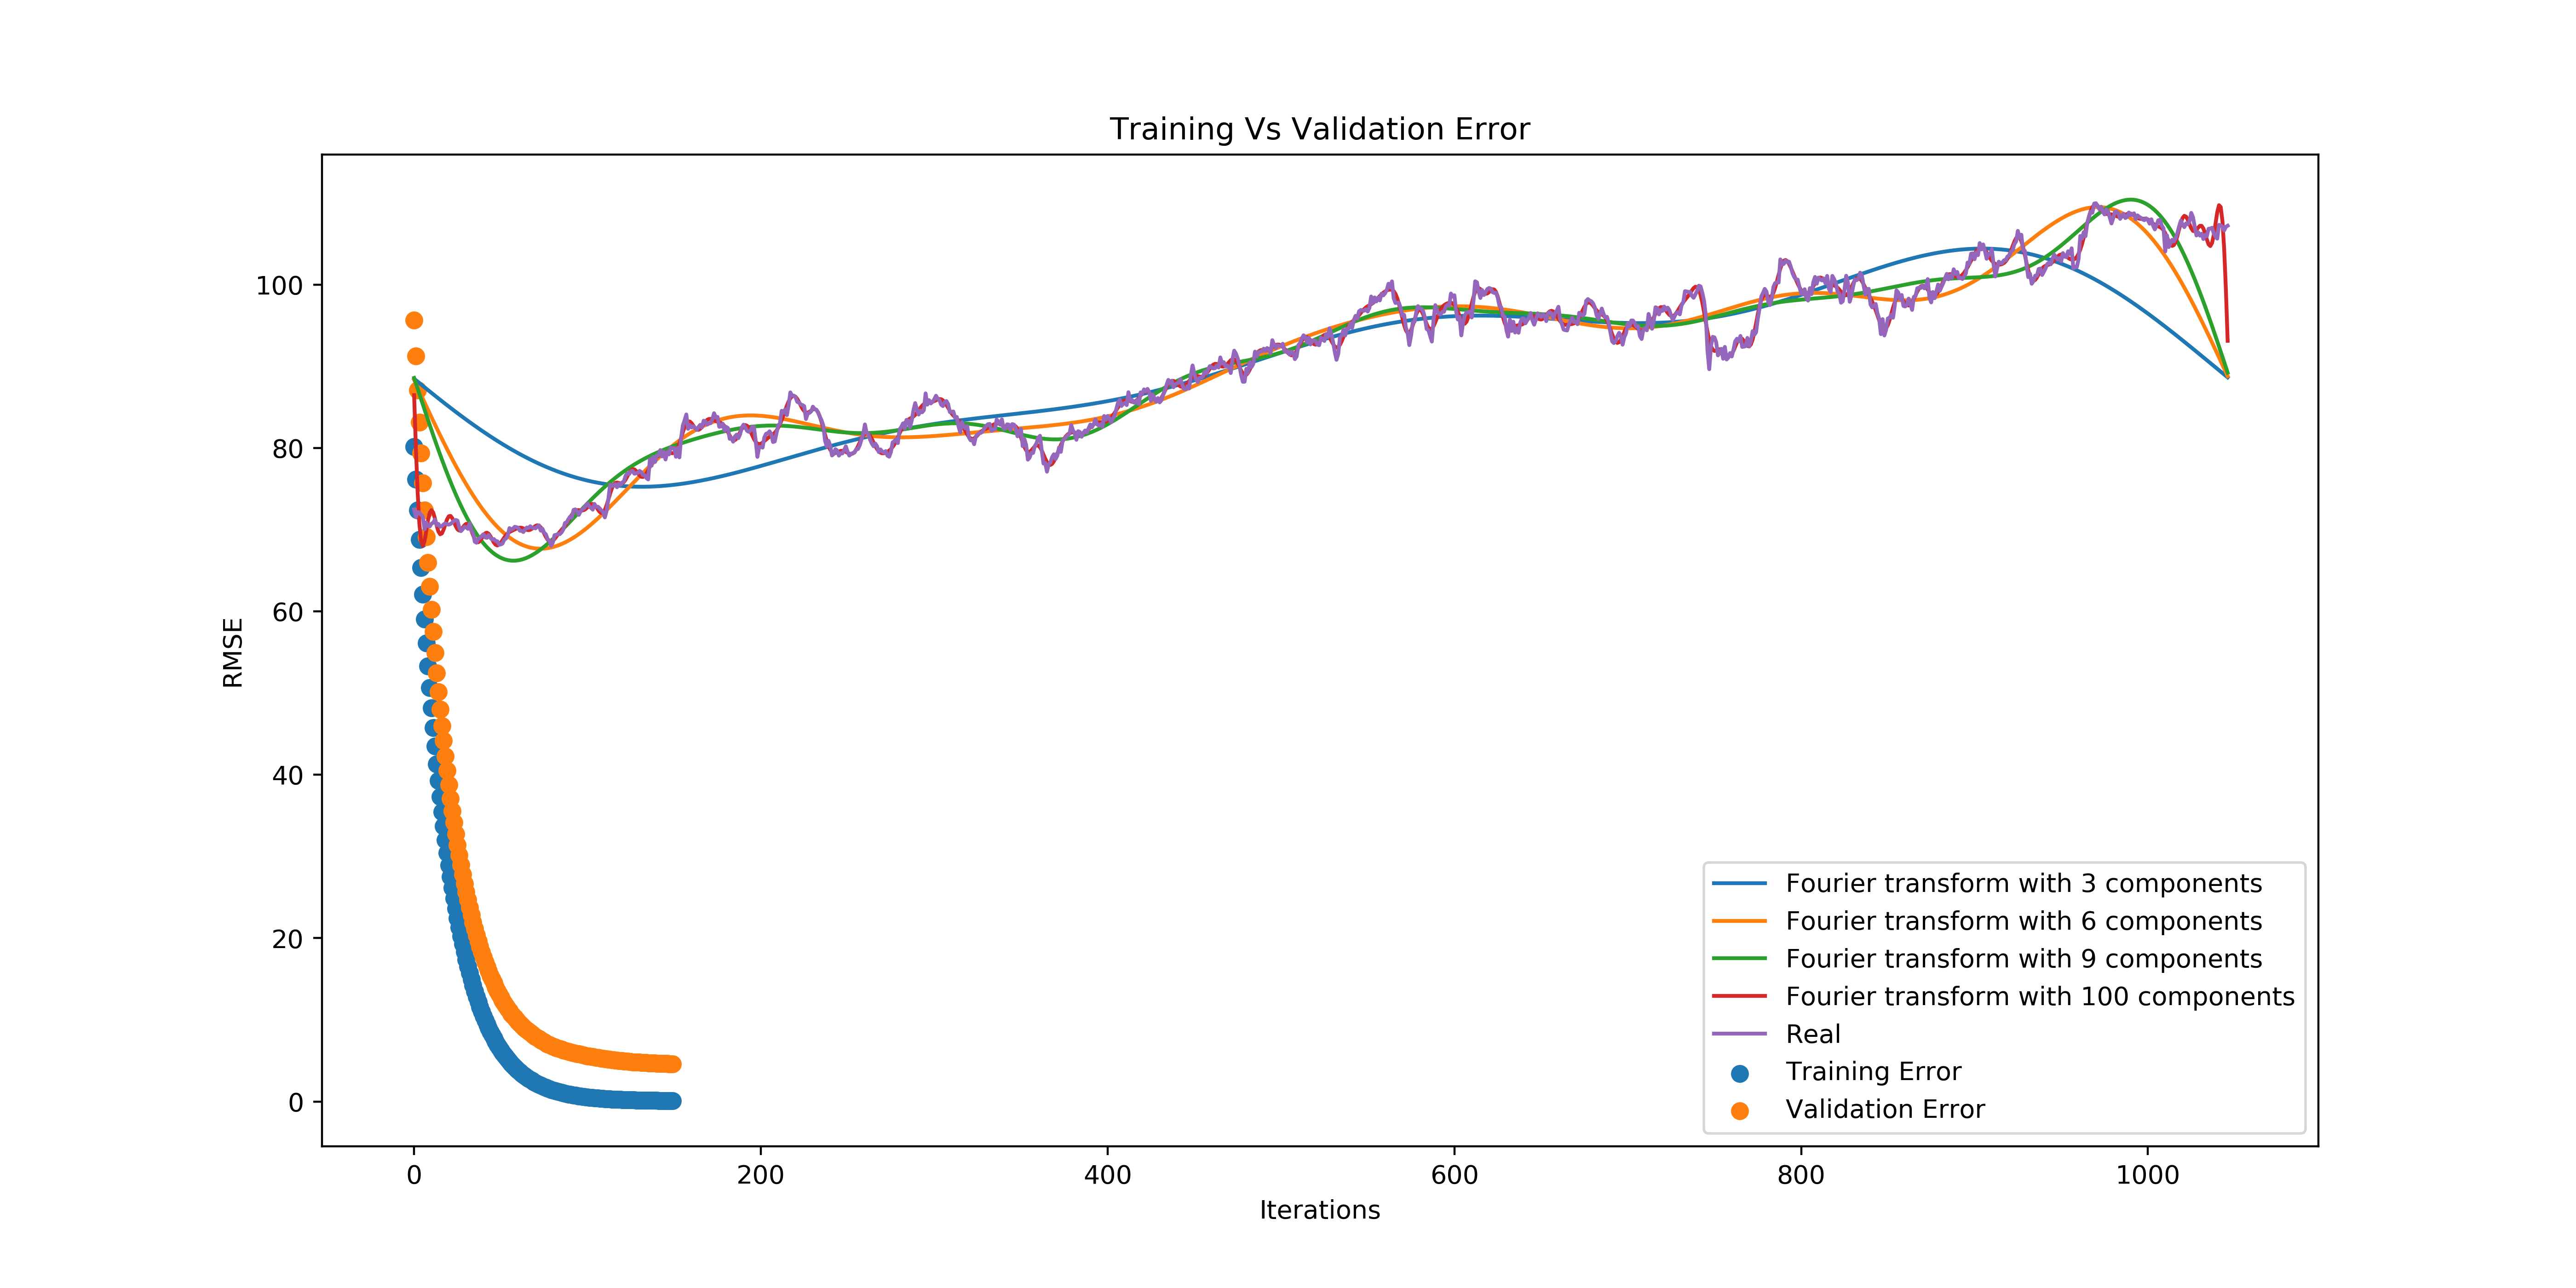 Training Vs Validation Error
RMSE
100
80
60
40
20
0
0 200 400 600 800 1000
Iterations
Fourier transform with 3 components
Fourier transform with 6 components
Fourier transform with 9 components
Fourier transform with 100 components
Real
Training Error
Validation Error